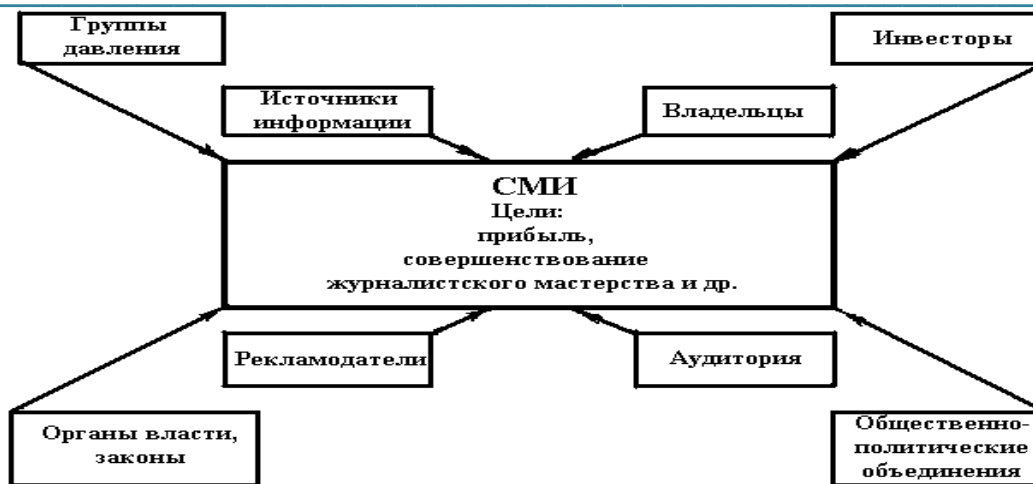 Группы
давления
Инвесторы
Источники
информации
Владельцы
СМИ
Цели:
прибыль,
совершенствование
журналистского мастерства и др.
Рекламодатели
Аудитория
Органы власти,
законы
Общественно-
политические
объединения